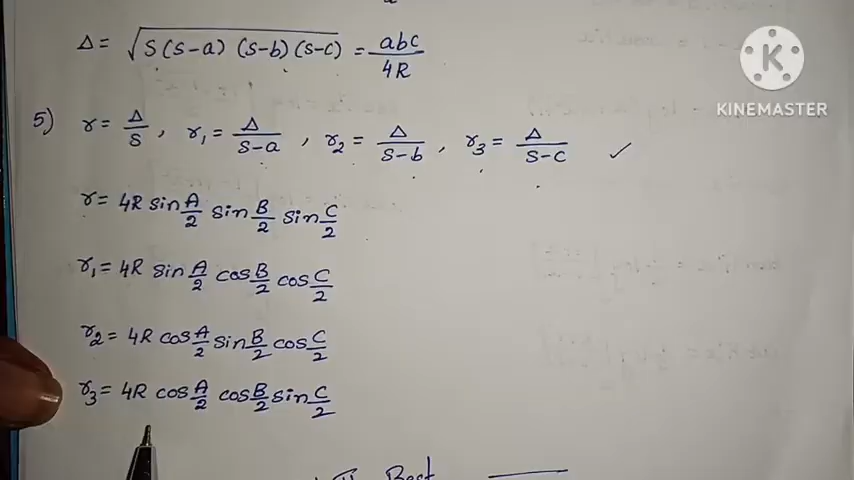 Δ = √S(S-a) (S-b) (S-c) = abc/4R
KINEMASTER
5) r = Δ/S, r₁ = Δ/S-a, r₂ = Δ/S-b, r₃ = Δ/S-c ✓
r = 4R sin A/2 sin B/2 sin C/2
r₁ = 4R sin A/2 cos B/2 cos C/2
r₂ = 4R cos A/2 sin B/2 cos C/2
r₃ = 4R cos A/2 cos B/2 sin C/2
Best